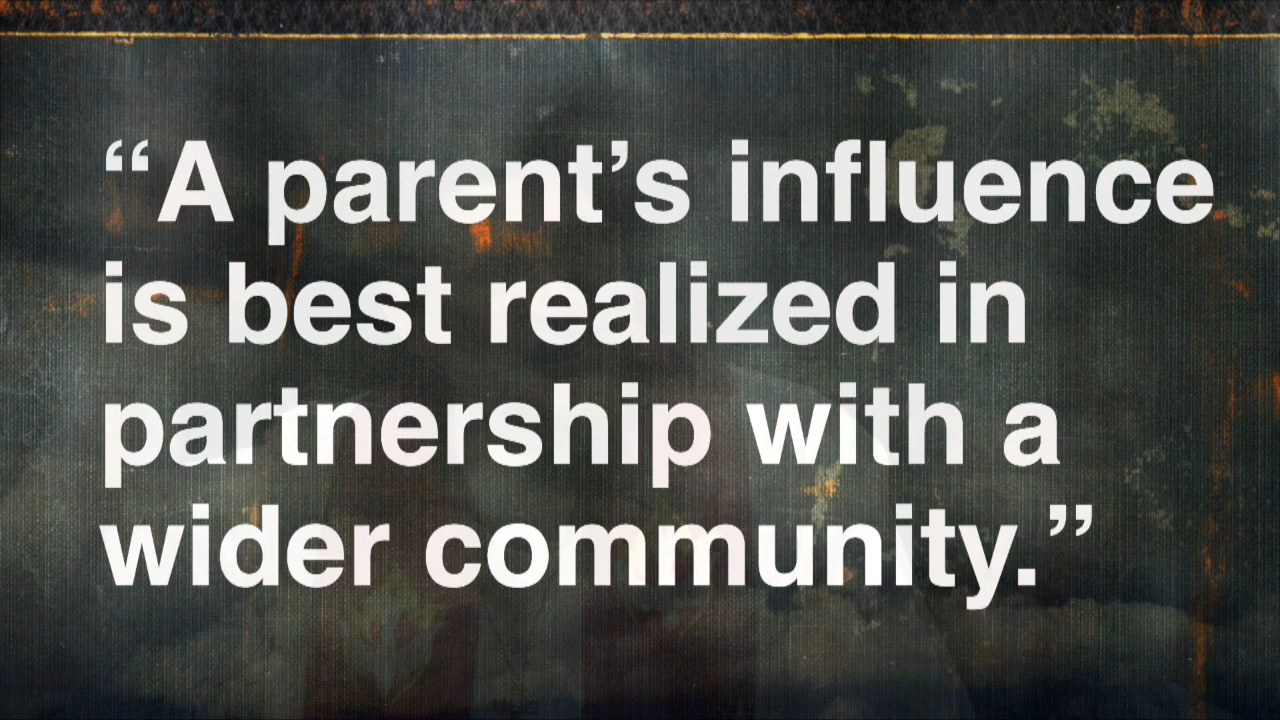 “A parent’s influence
is best realized in
partnership with a
wider community.”